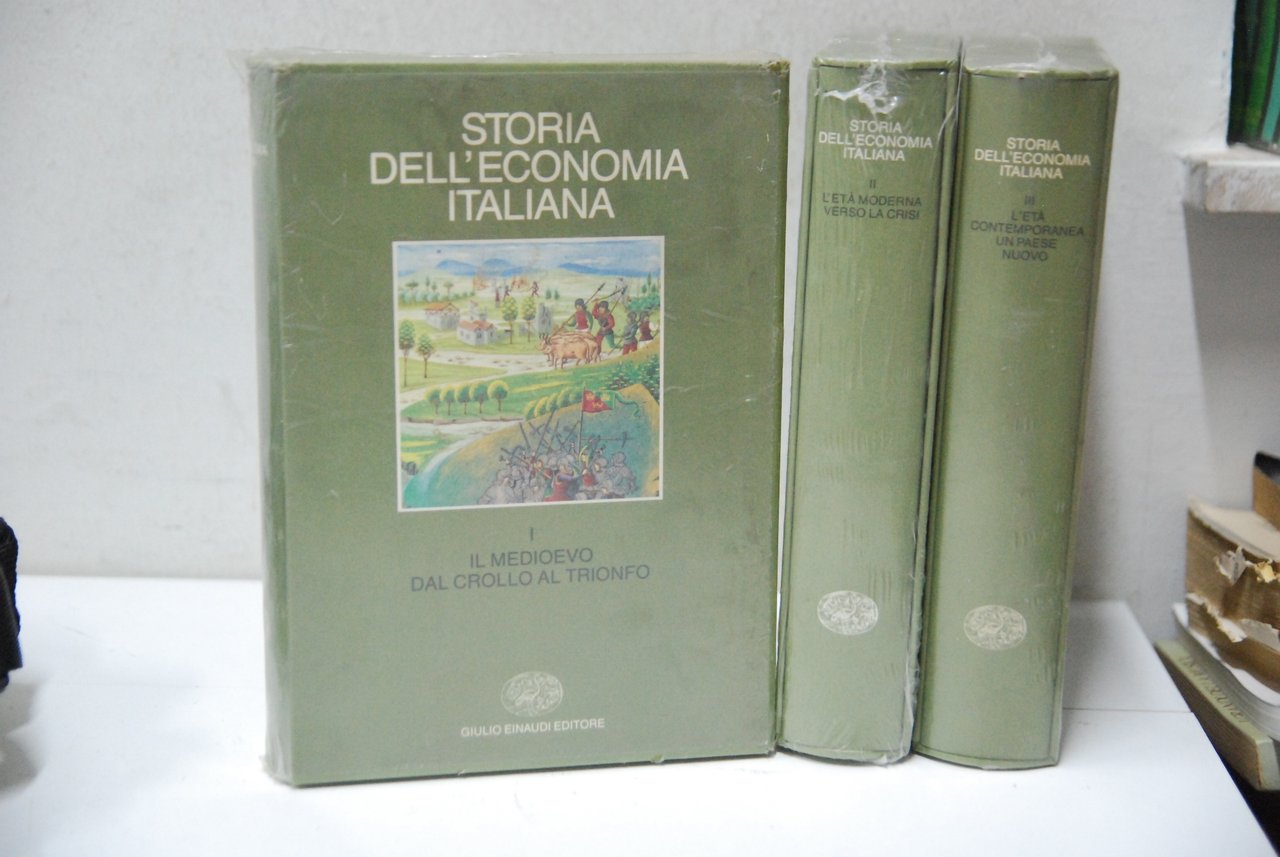 STORIA
DELL'ECONOMIA
ITALIANA
I
IL MEDIOEVO
DAL CROLLO AL TRIONFO
GIULIO EINAUDI EDITORE
STORIA
DELL'ECONOMIA
ITALIANA
II
L'ETÀ MODERNA
VERSO LA CRISI
STORIA
DELL'ECONOMIA
ITALIANA
III
L'ETÀ
CONTEMPORANEA
UN PAESE
NUOVO